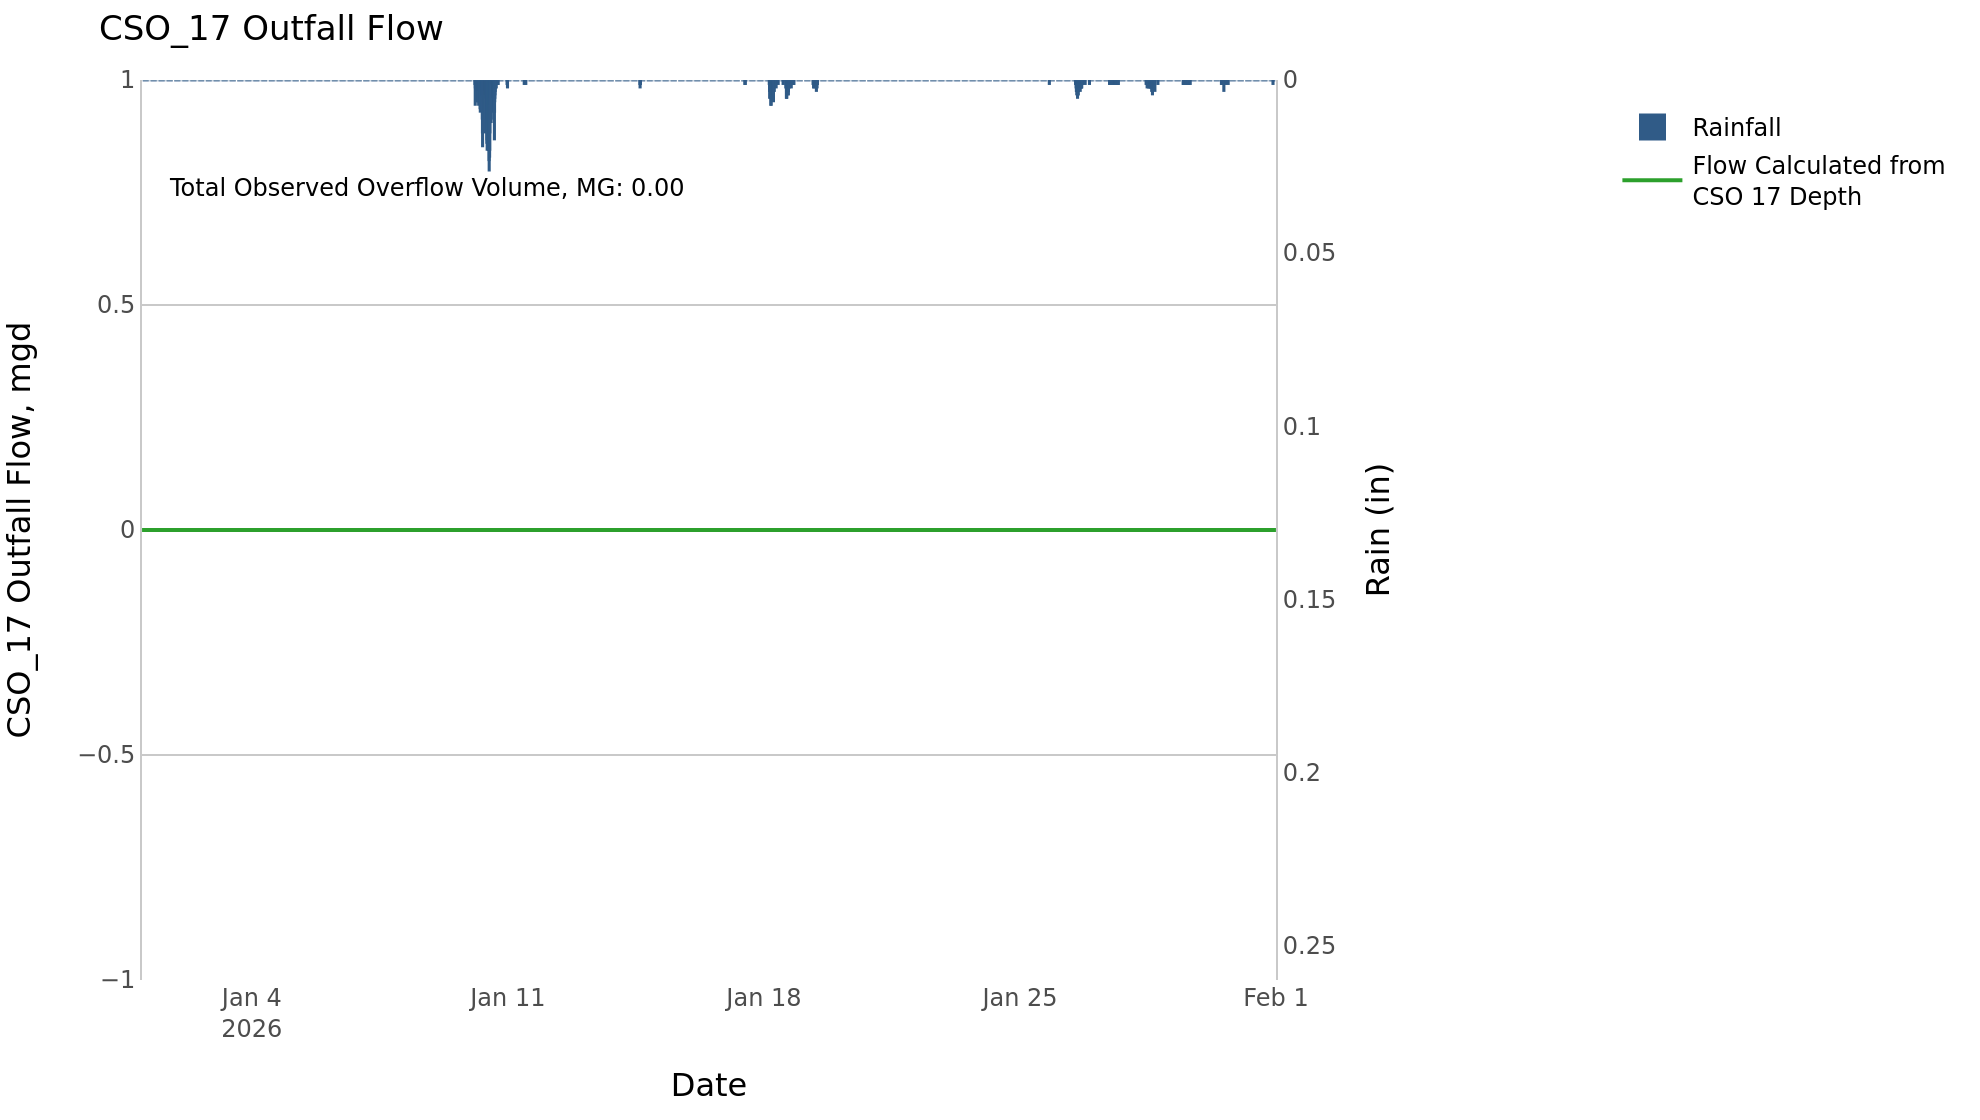 CSO_17 Outfall Flow
1
0.5
0
−0.5
−1
CSO_17 Outfall Flow, mgd
Total Observed Overflow Volume, MG: 0.00
0
0.05
0.1
0.15
0.2
0.25
Rain (in)
Jan 4
2026
Jan 11
Jan 18
Jan 25
Feb 1
Date
Rainfall
Flow Calculated from
CSO 17 Depth